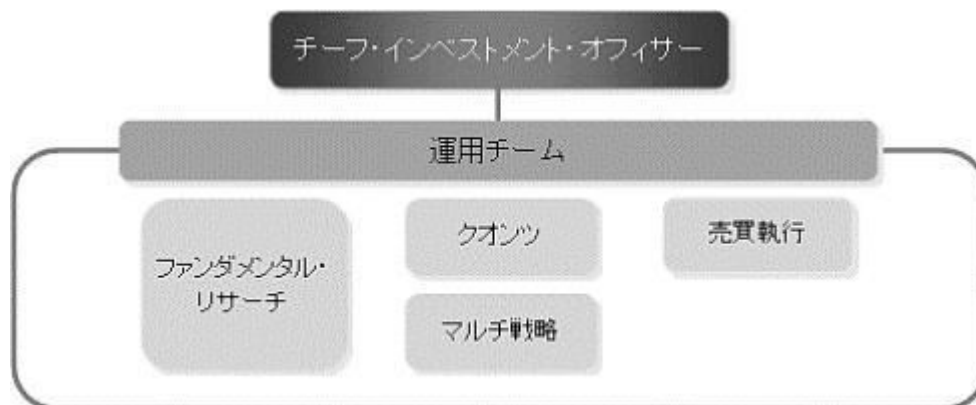 チーフ・インベストメント・オフィサー
運用チーム
ファンダメンタル・
リサーチ
クオンツ
マルチ戦略
売買執行